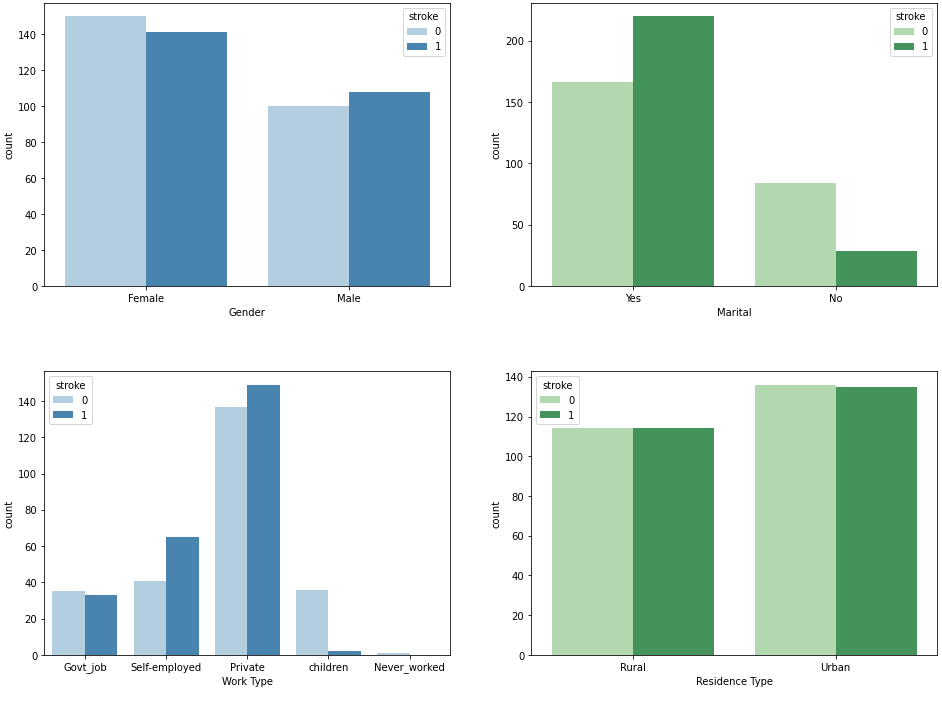 stroke
0
1
140
120
100
80
60
40
20
0
count
Female
Male
Gender
stroke
0
1
200
150
100
50
0
count
Yes
No
Marital
stroke
0
1
140
120
100
80
60
40
20
0
count
Govt_job
Self-employed
Private
children
Never_worked
Work Type
stroke
0
1
140
120
100
80
60
40
20
0
count
Rural
Urban
Residence Type